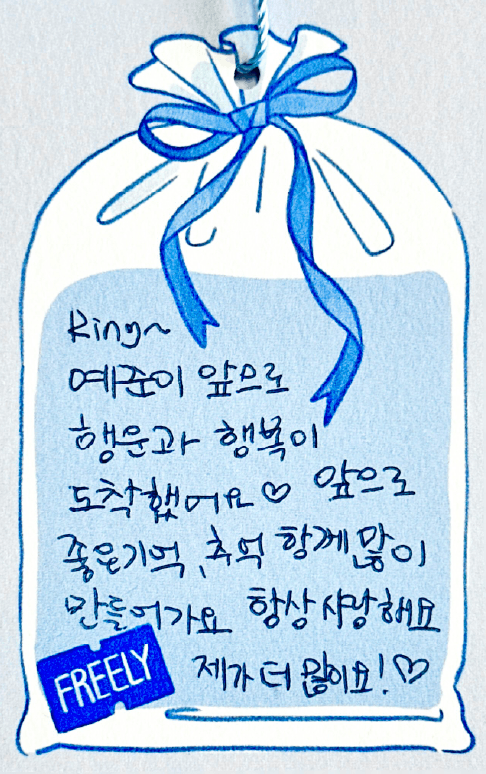 Ring~
예준이 앞으로
행운과 행복이
도착했어요♡ 앞으로
좋은기억, 추억 함께 많이
만들어가요 항상 사랑해요
제가 더 많이요!♡
FREELY